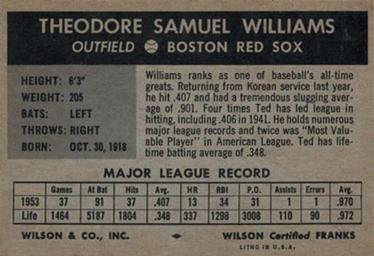 THEODORE SAMUEL WILLIAMS
OUTFIELD BOSTON RED SOX
HEIGHT: 6'3"
WEIGHT: 205
BATS: LEFT
THROWS: RIGHT
BORN: OCT. 30, 1918
Williams ranks as one of baseball's all-time
greats. Returning from Korean service last year,
he hit .407 and had a tremendous slugging aver-
age of .901. Four times Ted has led league in
hitting, including .406 in 1941. He holds numerous
major league records and twice was "Most Valu-
able Player" in American League. Ted has life-
time batting average of .348.
MAJOR LEAGUE RECORD
Games At Bat Hits Avg. HR RBI P.O. Assists Errors Avg.
1953 37 91 37 .407 13 34 31 1 1 .970
Life 1464 5187 1804 .348 337 1298 3008 110 90 .972
WILSON & CO., INC. WILSON Certified FRANKS
LITHO IN U.S.A.